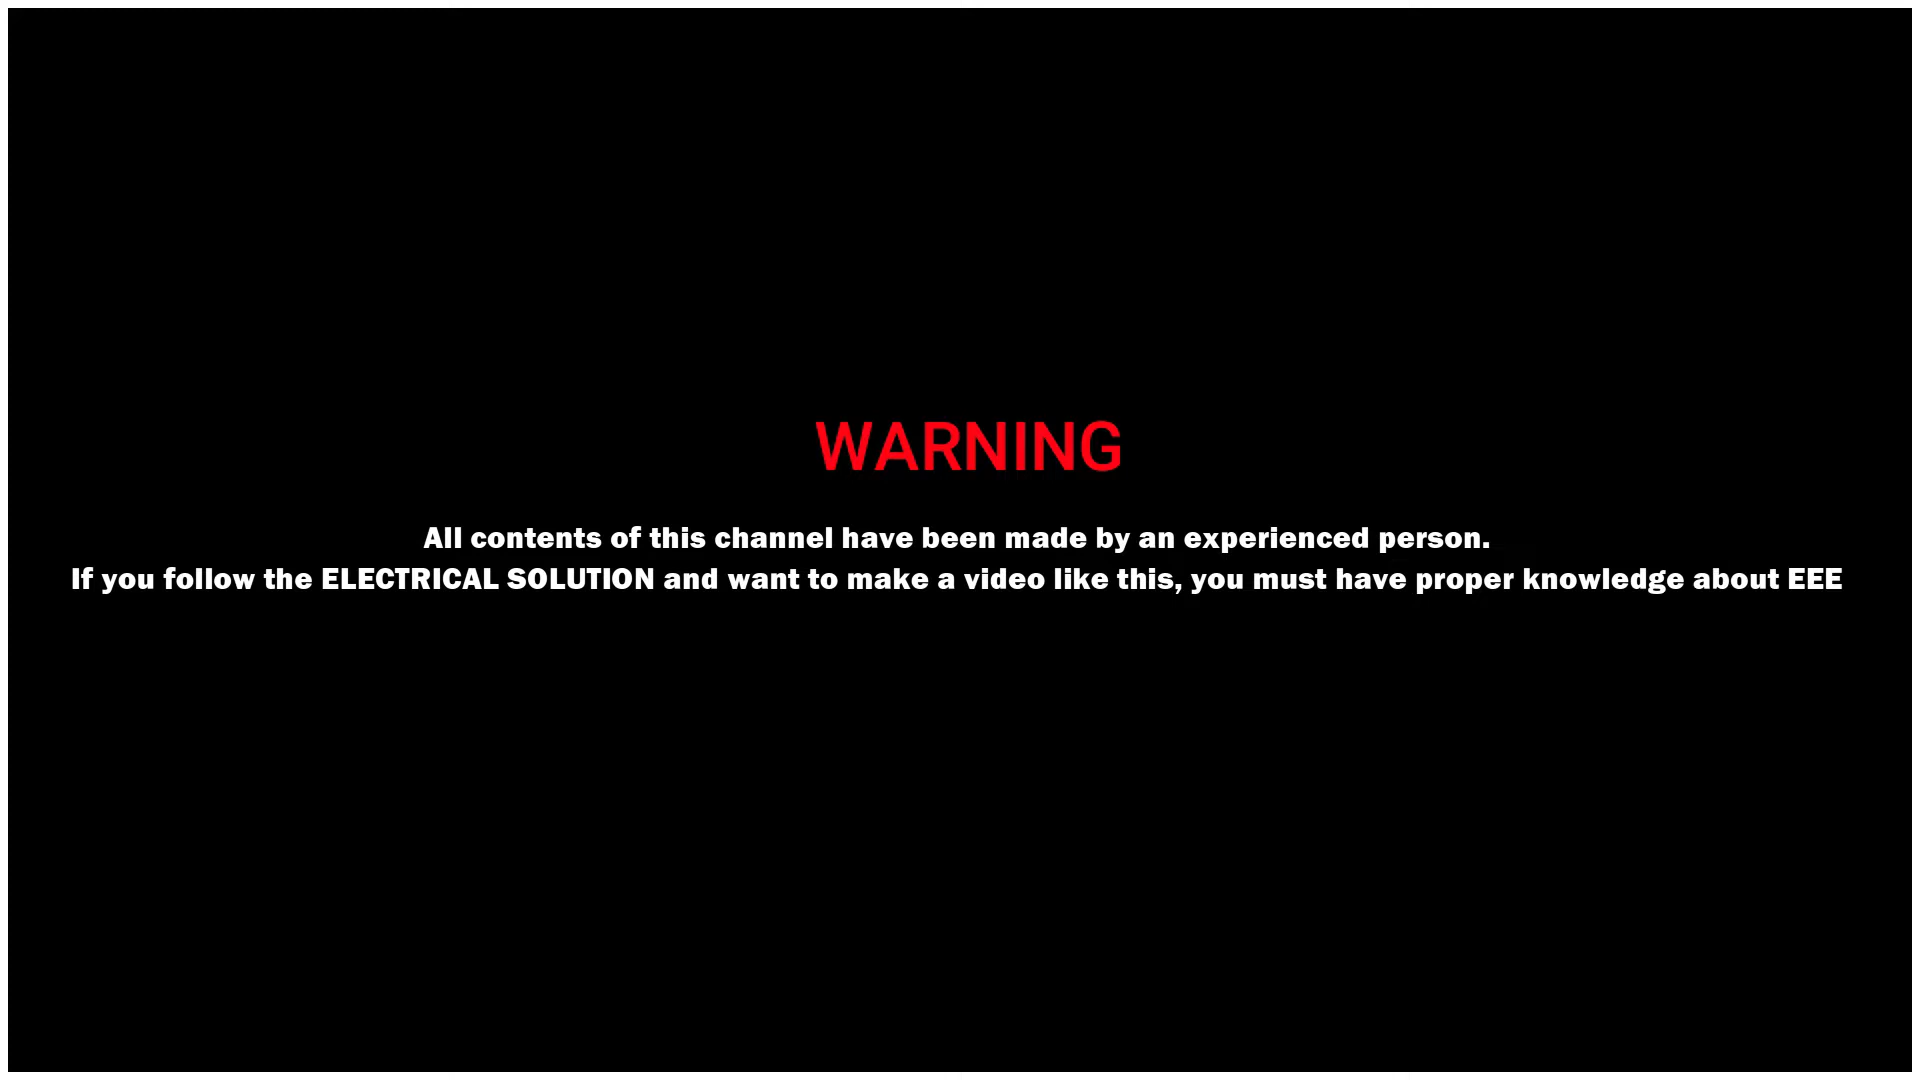 WARNING
All contents of this channel have been made by an experienced person.
If you follow the ELECTRICAL SOLUTION and want to make a video like this, you must have proper knowledge about EEE